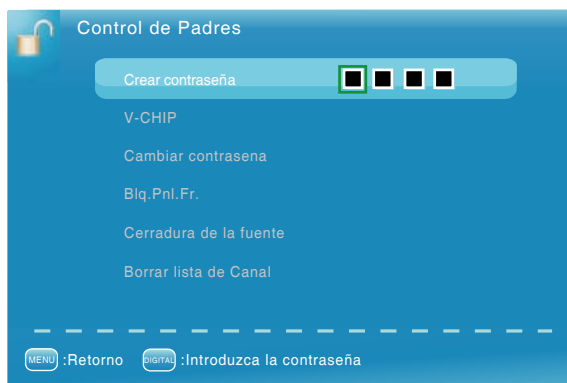 Control de Padres
Crear contraseña
V-CHIP
Cambiar contrasena
Blq.Pnl.Fr.
Cerradura de la fuente
Borrar lista de Canal
MENU :Retorno DIGITAL :Introduzca la contraseña